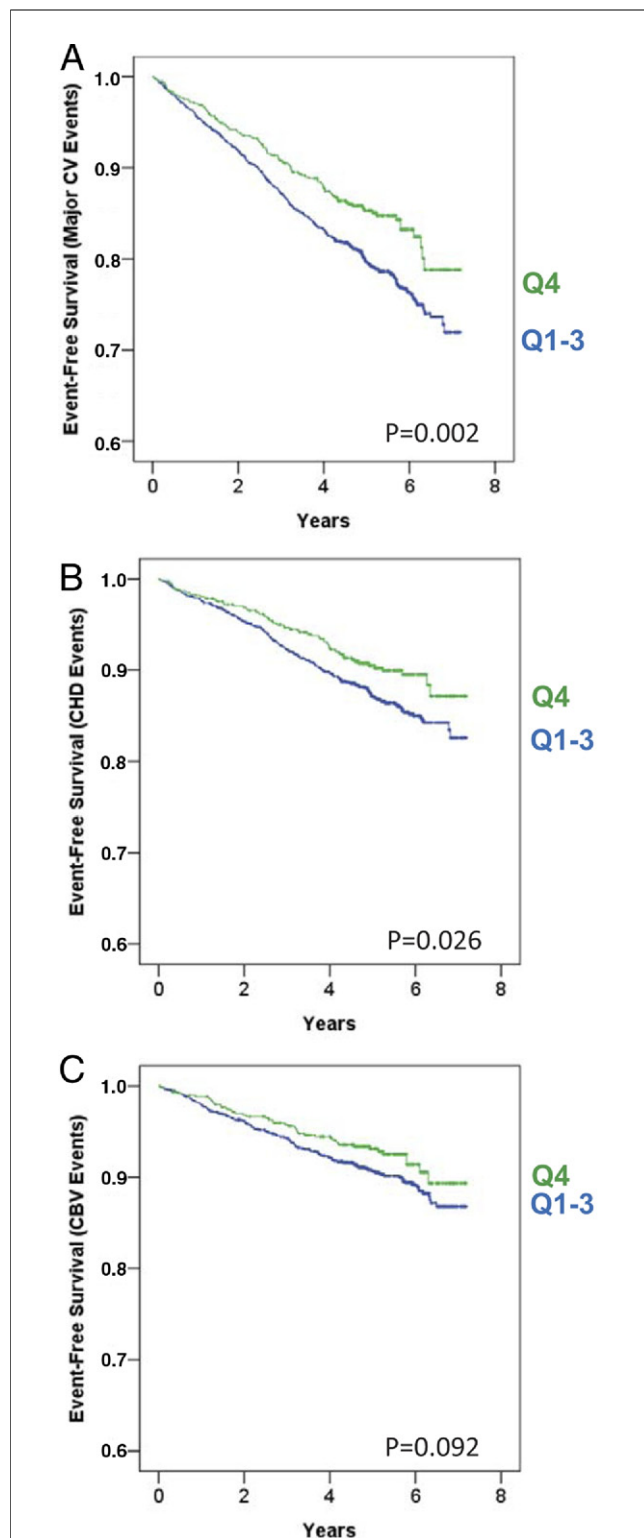 A
Event-Free Survival (Major CV Events)
1.0
0.9
0.8
0.7
0.6
Q4
Q1-3
P=0.002
0 2 4 6 8
Years
B
Event-Free Survival (CHD Events)
1.0
0.9
0.8
0.7
0.6
Q4
Q1-3
P=0.026
0 2 4 6 8
Years
C
Event-Free Survival (CBV Events)
1.0
0.9
0.8
0.7
0.6
Q4
Q1-3
P=0.092
0 2 4 6 8
Years